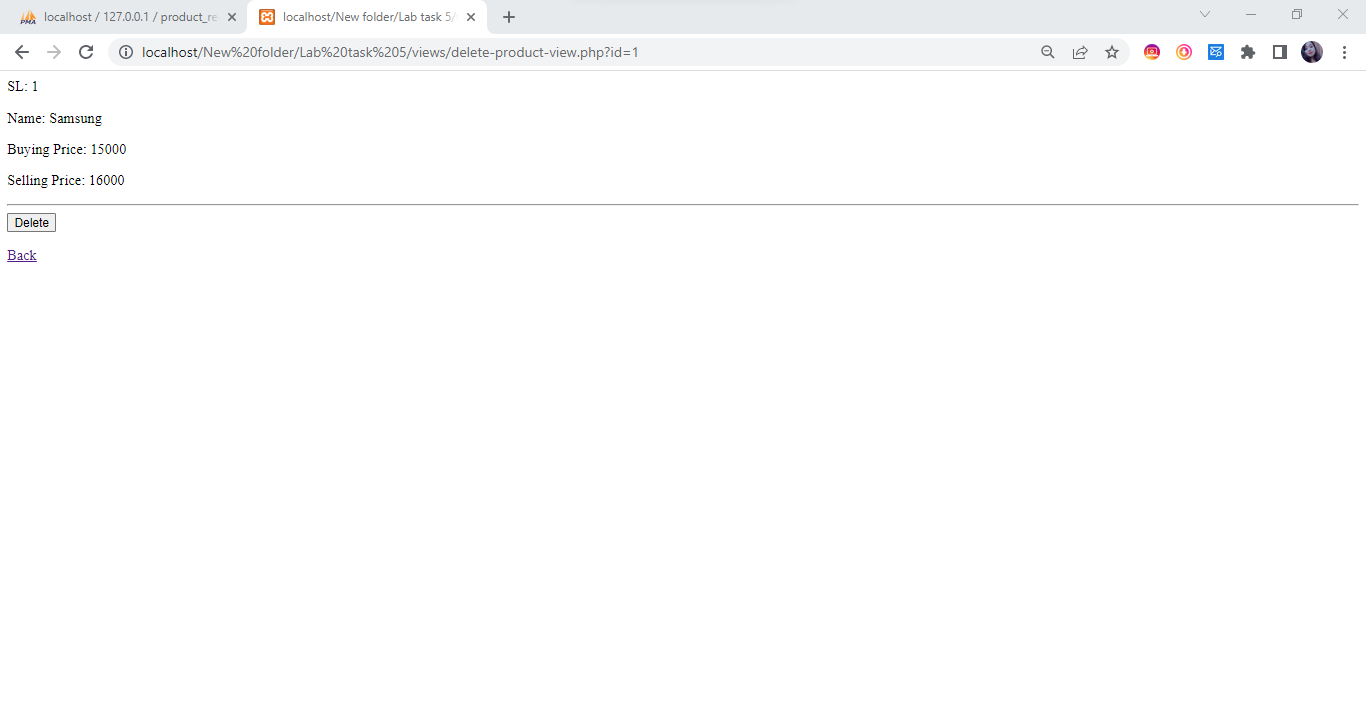 localhost / 127.0.0.1 / product_re
localhost/New folder/Lab task 5/
localhost/New%20folder/Lab%20task%205/views/delete-product-view.php?id=1
SL: 1
Name: Samsung
Buying Price: 15000
Selling Price: 16000
Delete
Back